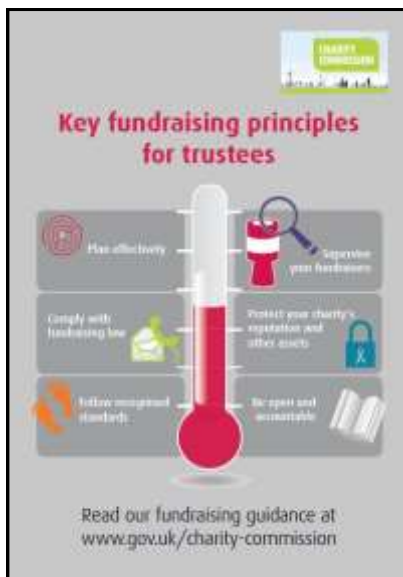 CHARITY
COMMISSION
Key fundraising principles
for trustees
Plan effectively
Supervise
your fundraisers
Comply with
fundraising law
Protect your charity's
reputation and
other assets
Follow recognised
standards
Be open and
accountable
Read our fundraising guidance at
www.gov.uk/charity-commission